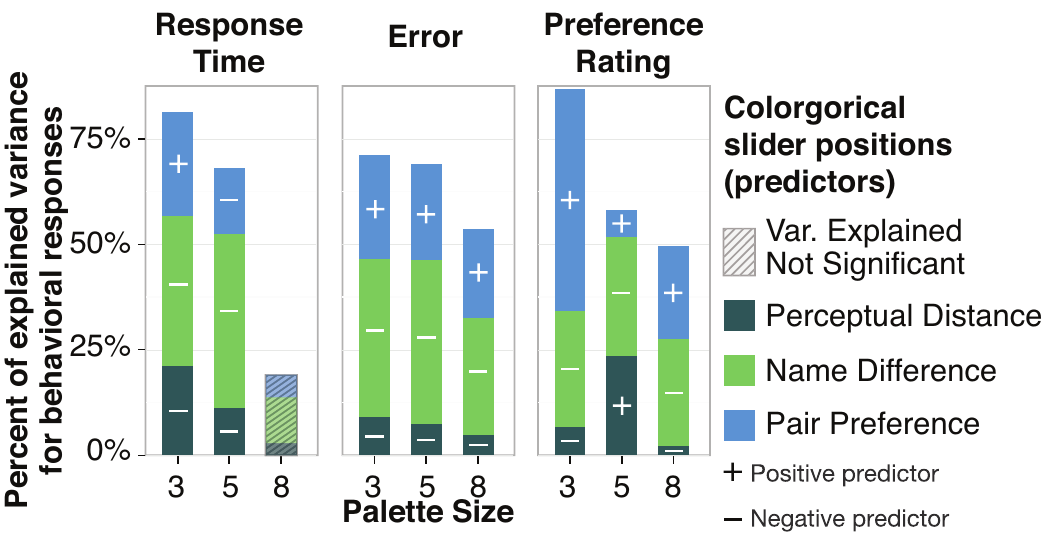 Response
Time
Error
Preference
Rating
Percent of explained variance
for behavioral responses
75%
50%
25%
0%
+
−
−
−
−
−
+
−
−
+
−
−
+
−
−
+
−
−
+
−
+
+
−
−
3 5 8
3 5 8
3 5 8
Palette Size
Colorgorical
slider positions
(predictors)
Var. Explained
Not Significant
Perceptual Distance
Name Difference
Pair Preference
+ Positive predictor
− Negative predictor